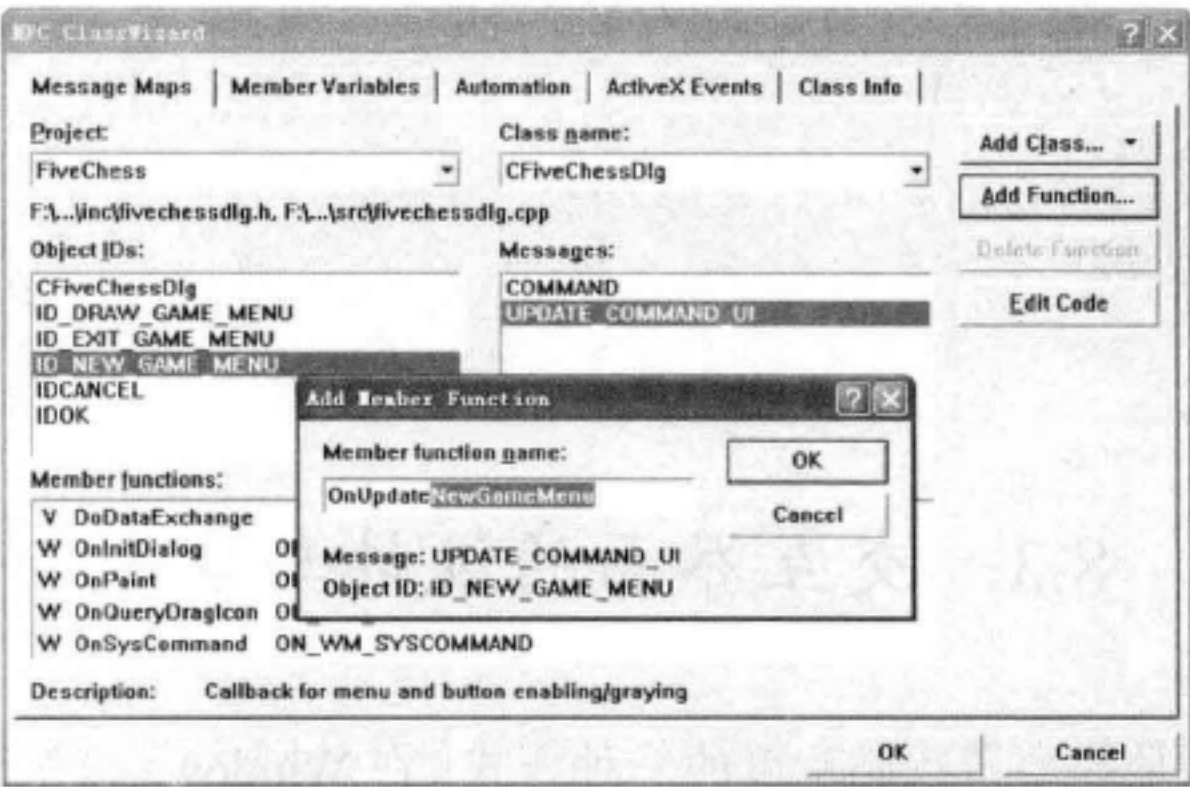 MFC ClassWizard
Message Maps Member Variables Automation ActiveX Events Class Info
Project: Class name:
Add Class...
FiveChess CFiveChessDlg
Add Function...
F:\...\inc\fivechessdlg.h, F:\...\src\fivechessdlg.cpp
Object IDs: Messages:
Delete Function
CFiveChessDlg COMMAND
ID_DRAW_GAME_MENU UPDATE_COMMAND_UI
Edit Code
ID_EXIT_GAME_MENU
ID_NEW_GAME_MENU
IDCANCEL
IDOK
Add Member Function
Member function name:
OK
OnUpdateNewGameMenu
Cancel
Message: UPDATE_COMMAND_UI
Object ID: ID_NEW_GAME_MENU
Member functions:
V DoDataExchange
W OnInitDialog
W OnPaint
W OnQueryDragIcon
W OnSysCommand ON_WM_SYSCOMMAND
Description: Callback for menu and button enabling/graying
OK Cancel